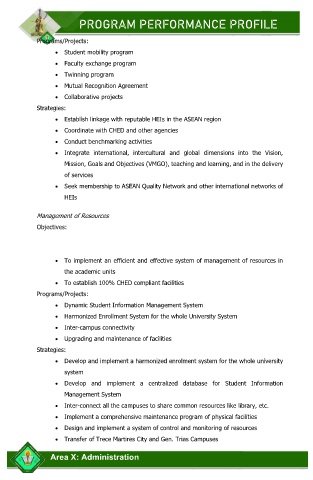 PROGRAM PERFORMANCE PROFILE
Programs/Projects:
• Student mobility program
• Faculty exchange program
• Twinning program
• Mutual Recognition Agreement
• Collaborative projects
Strategies:
• Establish linkage with reputable HEIs in the ASEAN region
• Coordinate with CHED and other agencies
• Conduct benchmarking activities
• Integrate international, intercultural and global dimensions into the Vision,
Mission, Goals and Objectives (VMGO), teaching and learning, and in the delivery
of services
• Seek membership to ASEAN Quality Network and other international networks of
HEIs
Management of Resources
Objectives:
• To implement an efficient and effective system of management of resources in
the academic units
• To establish 100% CHED compliant facilities
Programs/Projects:
• Dynamic Student Information Management System
• Harmonized Enrollment System for the whole University System
• Inter-campus connectivity
• Upgrading and maintenance of facilities
Strategies:
• Develop and implement a harmonized enrolment system for the whole university
system
• Develop and implement a centralized database for Student Information
Management System
• Inter-connect all the campuses to share common resources like library, etc.
• Implement a comprehensive maintenance program of physical facilities
• Design and implement a system of control and monitoring of resources
• Transfer of Trece Martires City and Gen. Trias Campuses
Area X: Administration